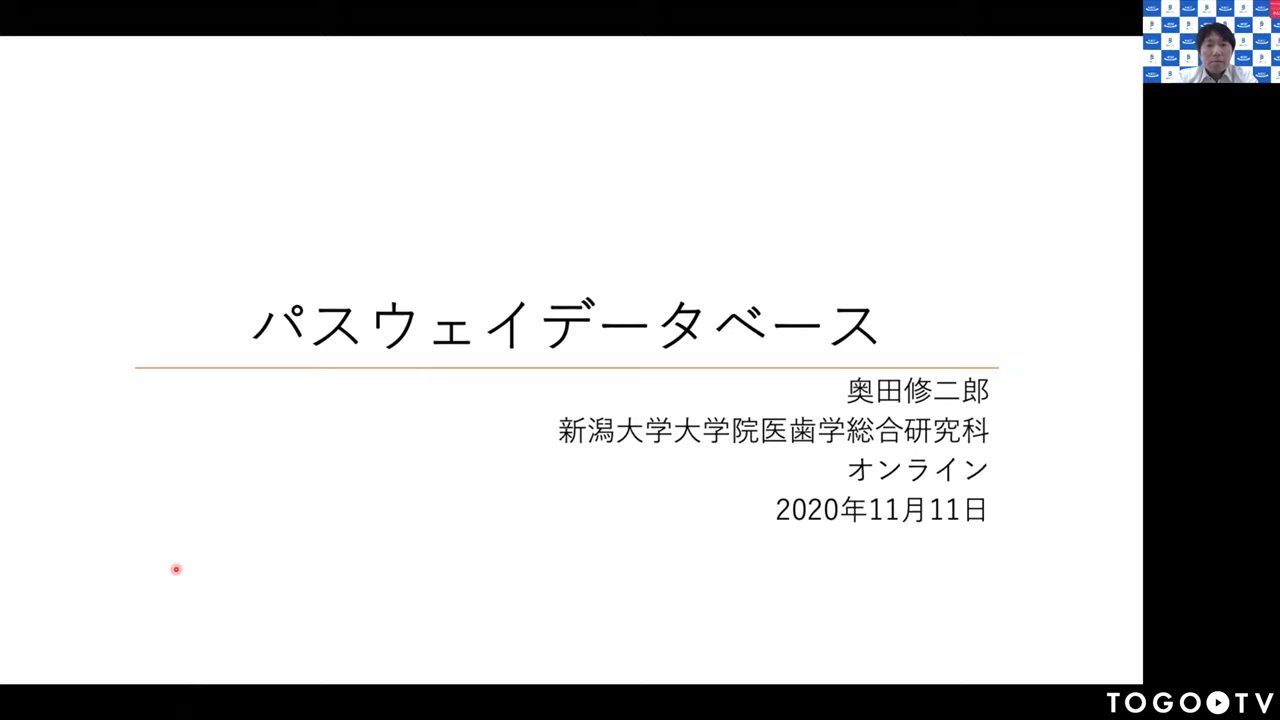 パスウェイデータベース
奥田修二郎
新潟大学大学院医歯学総合研究科
オンライン
2020年11月11日
TOGO TV